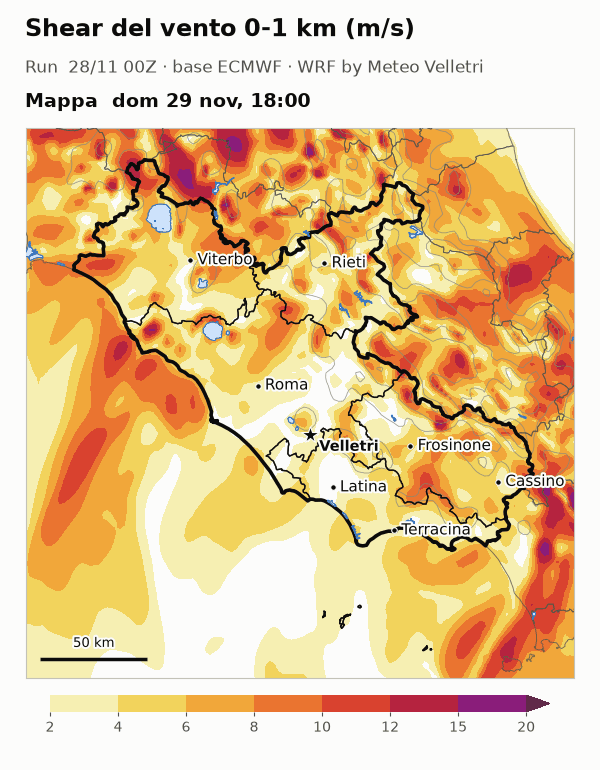 Shear del vento 0-1 km (m/s)
Run  28/11 00Z · base ECMWF · WRF by Meteo Velletri
Mappa  dom 29 nov, 18:00
Viterbo
Rieti
Roma
Velletri
Frosinone
Latina
Cassino
Terracina
50 km
2 4 6 8 10 12 15 20